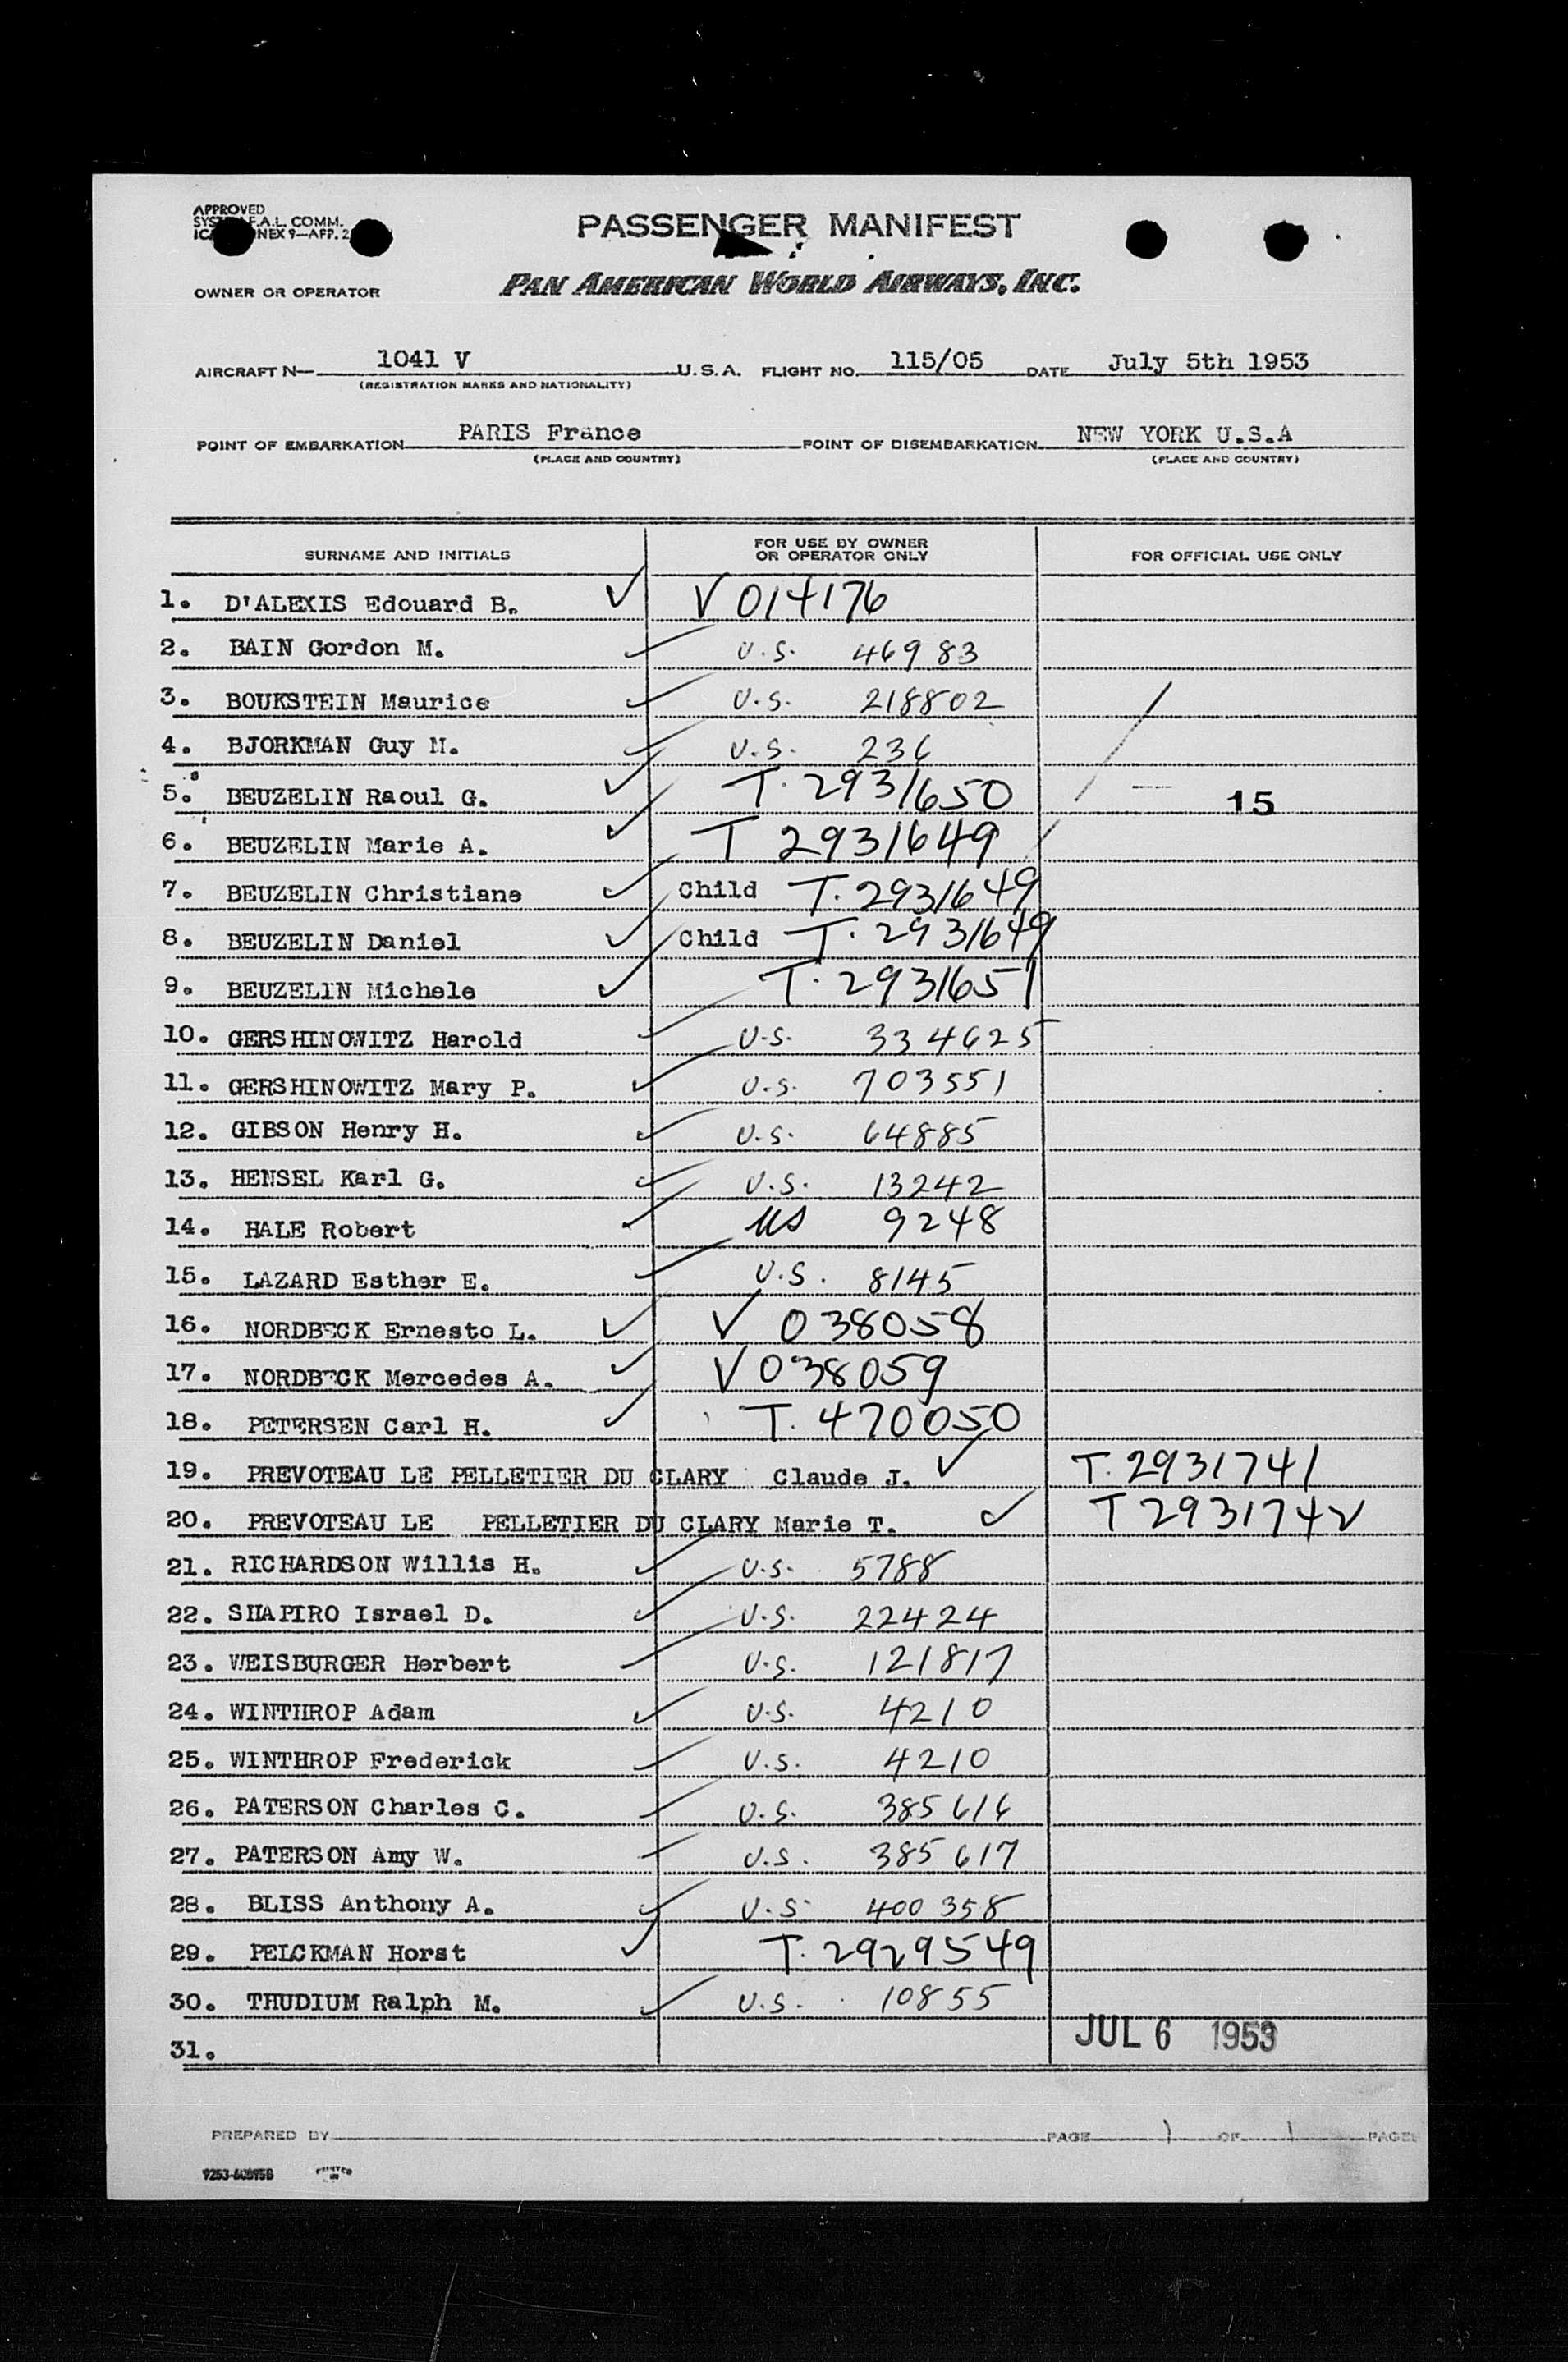 APPROVED
COMM.
PASSENGER MANIFEST
OWNER OR OPERATOR PAN AMERICAN WORLD AIRWAYS, INC.
AIRCRAFT N— 1041 V U.S.A. FLIGHT NO. 115/05 DATE July 5th 1953
(REGISTRATION MARKS AND NATIONALITY)
POINT OF EMBARKATION PARIS France POINT OF DISEMBARKATION NEW YORK U.S.A
(PLACE AND COUNTRY) (PLACE AND COUNTRY)
SURNAME AND INITIALS FOR USE BY OWNER OR OPERATOR ONLY FOR OFFICIAL USE ONLY
1. D'ALEXIS Edouard B. ✓ V 014176
2. BAIN Gordon M. ✓ U.S. 46983
3. BOUKSTEIN Maurice ✓ U.S. 218802
4. BJORKMAN Guy M. ✓ U.S. 236
5. BEUZELIN Raoul G. ✓ T. 2931650 15
6. BEUZELIN Marie A. ✓ T 2931649
7. BEUZELIN Christiane ✓ Child T. 2931649
8. BEUZELIN Daniel ✓ Child T. 2931649
9. BEUZELIN Michele ✓ T. 2931651
10. GERSHINOWITZ Harold ✓ U.S. 334625
11. GERSHINOWITZ Mary P. ✓ U.S. 703551
12. GIBSON Henry H. ✓ U.S. 64885
13. HENSEL Karl G. ✓ U.S. 13242
14. HALE Robert ✓ US 9248
15. LAZARD Esther E. ✓ U.S. 8145
16. NORDBECK Ernesto L. ✓ V 038058
17. NORDBECK Mercedes A. ✓ V 038059
18. PETERSEN Carl H. ✓ T. 470050
19. PREVOTEAU LE PELLETIER DU CLARY Claude J. ✓ T. 2931741
20. PREVOTEAU LE PELLETIER DU CLARY Marie T. ✓ T 2931742
21. RICHARDSON Willis H. ✓ U.S. 5788
22. SHAPIRO Israel D. ✓ U.S. 22424
23. WEISBURGER Herbert ✓ U.S. 121817
24. WINTHROP Adam ✓ U.S. 4210
25. WINTHROP Frederick ✓ U.S. 4210
26. PATERSON Charles C. ✓ U.S. 385616
27. PATERSON Amy W. ✓ U.S. 385617
28. BLISS Anthony A. ✓ U.S 400358
29. PELCKMAN Horst ✓ T. 2929549
30. THUDIUM Ralph M. ✓ U.S. 10855
31. JUL 6 1953
PREPARED BY PAGE 1 OF 1 PAGES